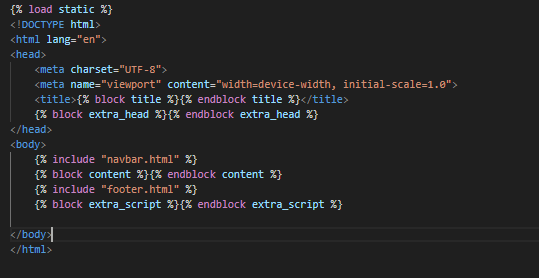 {% load static %}
<!DOCTYPE html>
<html lang="en">
<head>
    <meta charset="UTF-8">
    <meta name="viewport" content="width=device-width, initial-scale=1.0">
    <title>{% block title %}{% endblock title %}</title>
    {% block extra_head %}{% endblock extra_head %}
</head>
<body>
    {% include "navbar.html" %}
    {% block content %}{% endblock content %}
    {% include "footer.html" %}
    {% block extra_script %}{% endblock extra_script %}

</body>
</html>